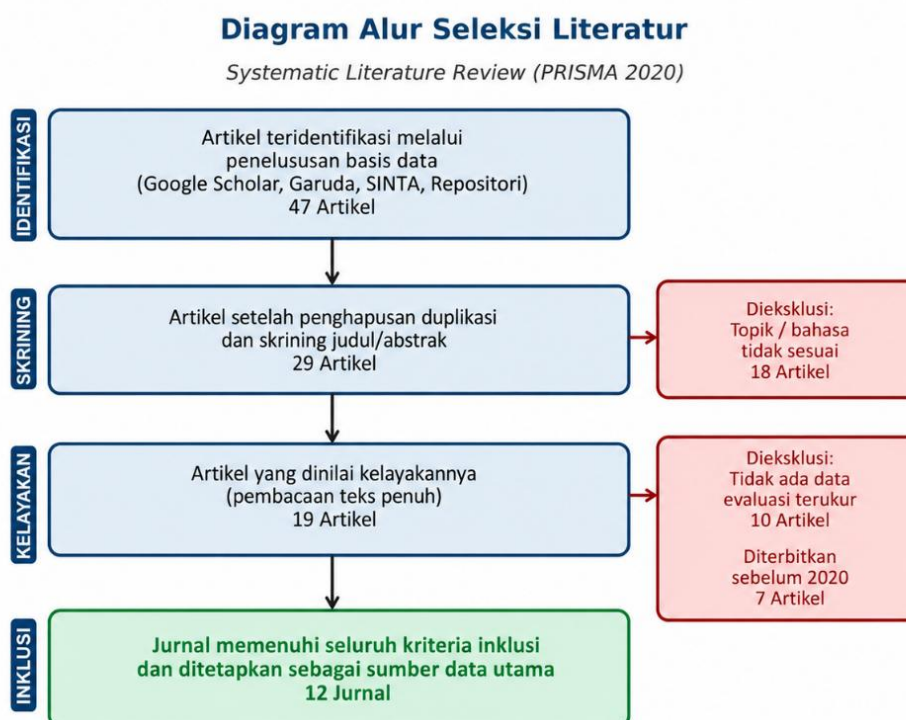 Diagram Alur Seleksi Literatur
Systematic Literature Review (PRISMA 2020)
IDENTIFIKASI
Artikel teridentifikasi melalui
penelususan basis data
(Google Scholar, Garuda, SINTA, Repositori)
47 Artikel
SKRINING
Artikel setelah penghapusan duplikasi
dan skrining judul/abstrak
29 Artikel
Dieksklusi:
Topik / bahasa
tidak sesuai
18 Artikel
KELAYAKAN
Artikel yang dinilai kelayakannya
(pembacaan teks penuh)
19 Artikel
Dieksklusi:
Tidak ada data
evaluasi terukur
10 Artikel
Diterbitkan
sebelum 2020
7 Artikel
INKLUSI
Jurnal memenuhi seluruh kriteria inklusi
dan ditetapkan sebagai sumber data utama
12 Jurnal